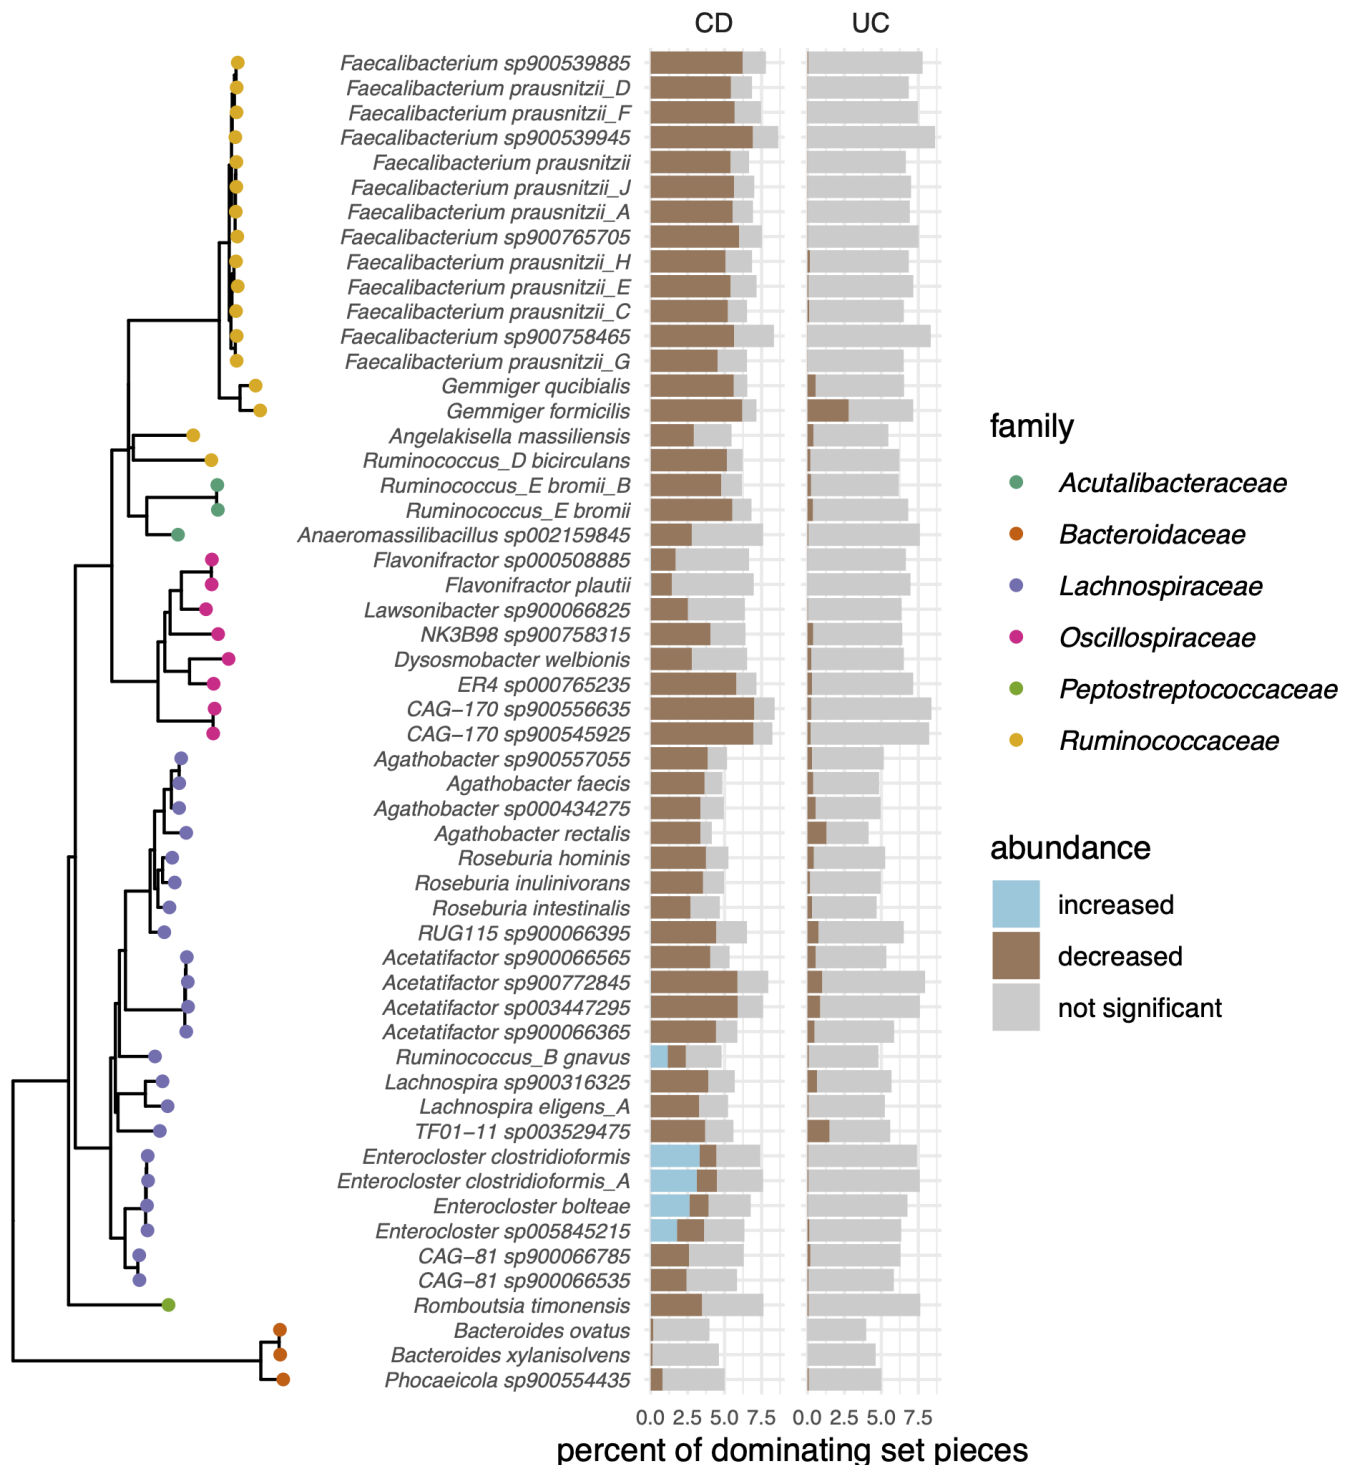 CD UC
Faecalibacterium sp900539885
Faecalibacterium prausnitzii_D
Faecalibacterium prausnitzii_F
Faecalibacterium sp900539945
Faecalibacterium prausnitzii
Faecalibacterium prausnitzii_J
Faecalibacterium prausnitzii_A
Faecalibacterium sp900765705
Faecalibacterium prausnitzii_H
Faecalibacterium prausnitzii_E
Faecalibacterium prausnitzii_C
Faecalibacterium sp900758465
Faecalibacterium prausnitzii_G
Gemmiger qucibialis
Gemmiger formicilis
Angelakisella massiliensis
Ruminococcus_D bicirculans
Ruminococcus_E bromii_B
Ruminococcus_E bromii
Anaeromassilibacillus sp002159845
Flavonifractor sp000508885
Flavonifractor plautii
Lawsonibacter sp900066825
NK3B98 sp900758315
Dysosmobacter welbionis
ER4 sp000765235
CAG−170 sp900556635
CAG−170 sp900545925
Agathobacter sp900557055
Agathobacter faecis
Agathobacter sp000434275
Agathobacter rectalis
Roseburia hominis
Roseburia inulinivorans
Roseburia intestinalis
RUG115 sp900066395
Acetatifactor sp900066565
Acetatifactor sp900772845
Acetatifactor sp003447295
Acetatifactor sp900066365
Ruminococcus_B gnavus
Lachnospira sp900316325
Lachnospira eligens_A
TF01−11 sp003529475
Enterocloster clostridioformis
Enterocloster clostridioformis_A
Enterocloster bolteae
Enterocloster sp005845215
CAG−81 sp900066785
CAG−81 sp900066535
Romboutsia timonensis
Bacteroides ovatus
Bacteroides xylanisolvens
Phocaeicola sp900554435
0.0 2.5 5.0 7.5 0.0 2.5 5.0 7.5
percent of dominating set pieces
family
Acutalibacteraceae
Bacteroidaceae
Lachnospiraceae
Oscillospiraceae
Peptostreptococcaceae
Ruminococcaceae
abundance
increased
decreased
not significant